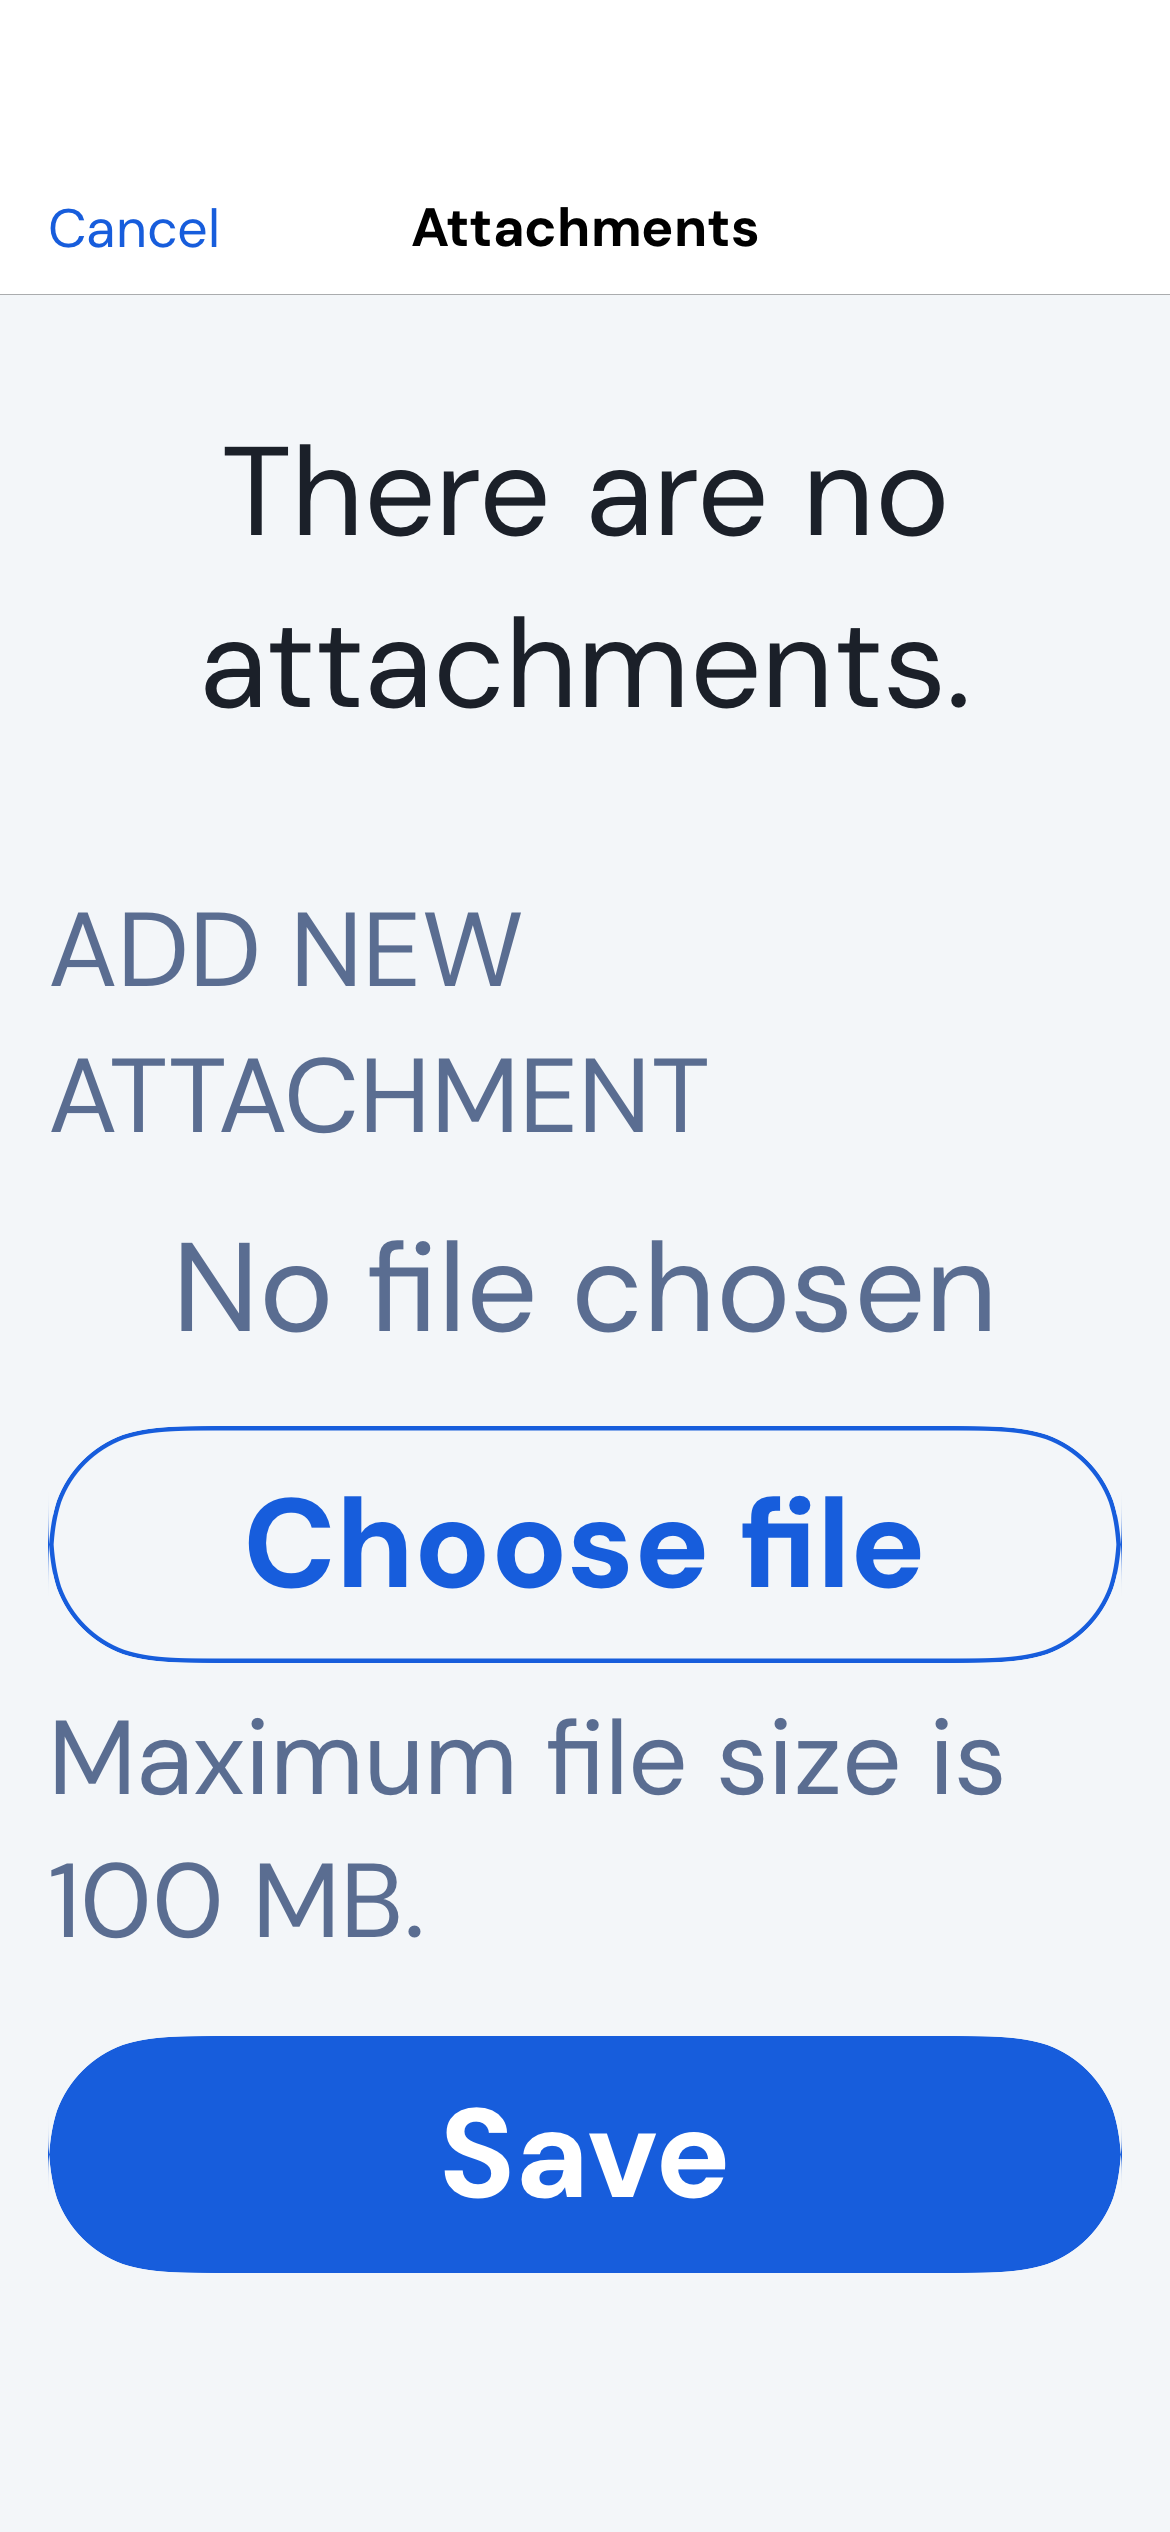 Cancel
Attachments
There are no
attachments.
ADD NEW
ATTACHMENT
No file chosen
Choose file
Maximum file size is
100 MB.
Save